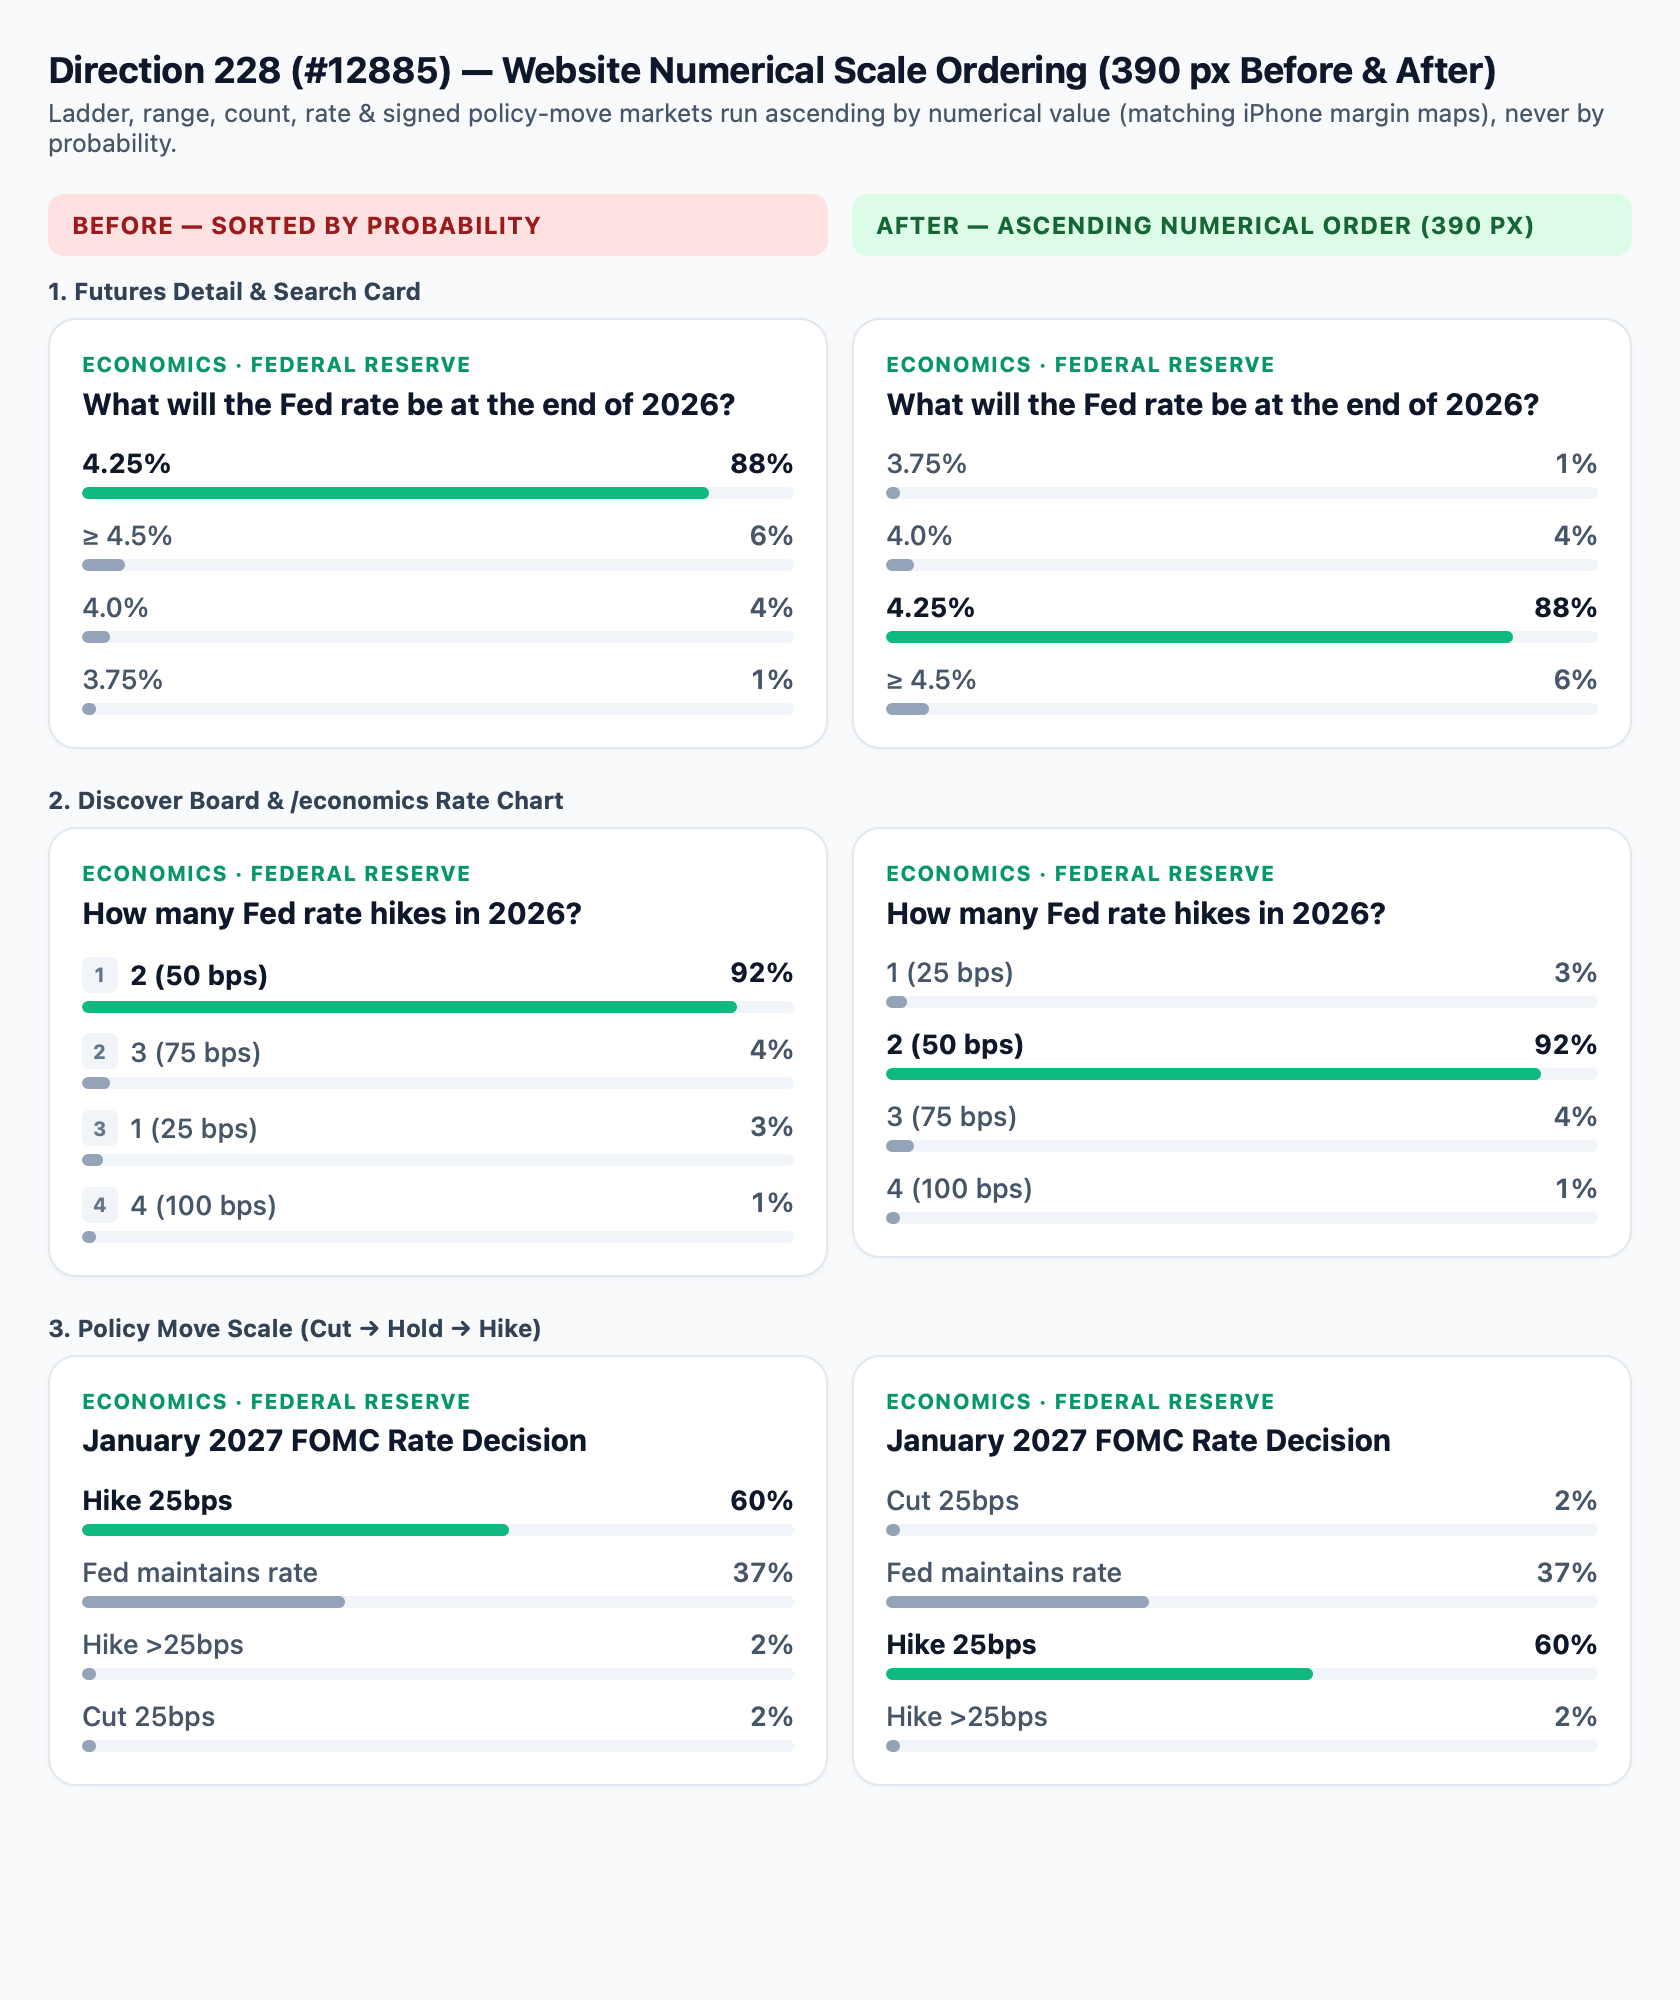 Direction 228 (#12885) — Website Numerical Scale Ordering (390 px Before & After)
Ladder, range, count, rate & signed policy-move markets run ascending by numerical value (matching iPhone margin maps), never by
probability.
BEFORE — SORTED BY PROBABILITY
AFTER — ASCENDING NUMERICAL ORDER (390 PX)
1. Futures Detail & Search Card
ECONOMICS · FEDERAL RESERVE
What will the Fed rate be at the end of 2026?
4.25% 88%
≥ 4.5% 6%
4.0% 4%
3.75% 1%
ECONOMICS · FEDERAL RESERVE
What will the Fed rate be at the end of 2026?
3.75% 1%
4.0% 4%
4.25% 88%
≥ 4.5% 6%
2. Discover Board & /economics Rate Chart
ECONOMICS · FEDERAL RESERVE
How many Fed rate hikes in 2026?
1 2 (50 bps) 92%
2 3 (75 bps) 4%
3 1 (25 bps) 3%
4 4 (100 bps) 1%
ECONOMICS · FEDERAL RESERVE
How many Fed rate hikes in 2026?
1 (25 bps) 3%
2 (50 bps) 92%
3 (75 bps) 4%
4 (100 bps) 1%
3. Policy Move Scale (Cut → Hold → Hike)
ECONOMICS · FEDERAL RESERVE
January 2027 FOMC Rate Decision
Hike 25bps 60%
Fed maintains rate 37%
Hike >25bps 2%
Cut 25bps 2%
ECONOMICS · FEDERAL RESERVE
January 2027 FOMC Rate Decision
Cut 25bps 2%
Fed maintains rate 37%
Hike 25bps 60%
Hike >25bps 2%